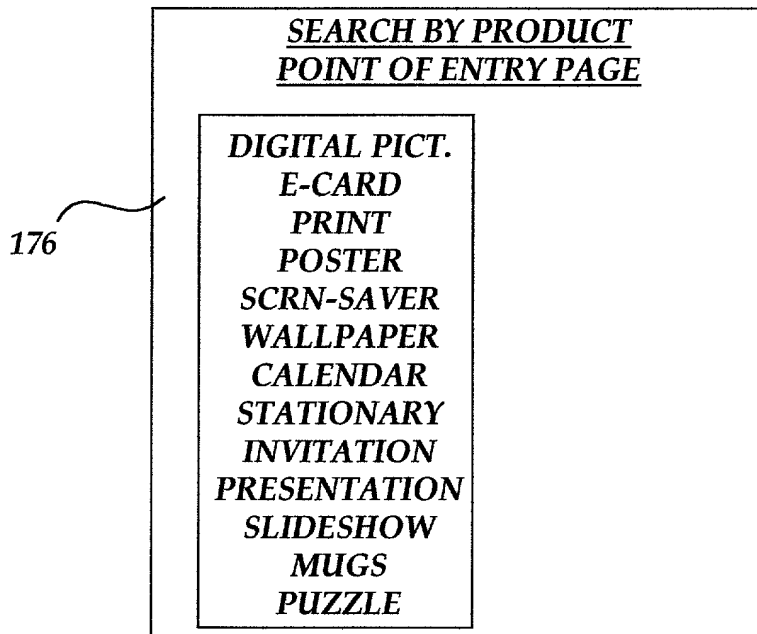 SEARCH BY PRODUCT
POINT OF ENTRY PAGE
DIGITAL PICT.
E-CARD
176
PRINT
POSTER
SCRN-SAVER
WALLPAPER
CALENDAR
STATIONARY
INVITATION
PRESENTATION
SLIDESHOW
MUGS
PUZZLE